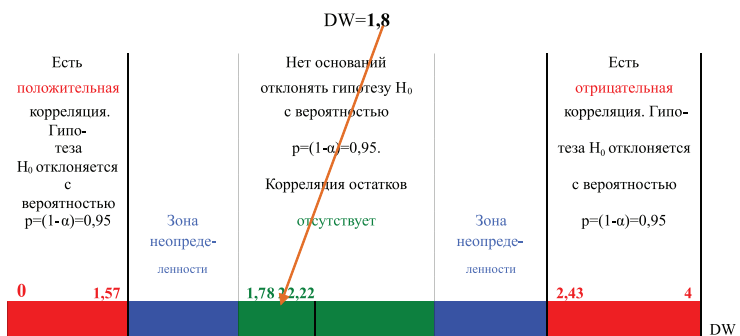 DW=1,8
Есть
положительная
корреляция.
Гипо-
теза
H₀ отклоняется
с
вероятностью
p=(1-α)=0,95
Зона
неопреде-
ленности
Нет оснований
отклонять гипотезу H₀
с вероятностью
p=(1-α)=0,95.
Корреляция остатков
отсутствует
Зона
неопреде-
ленности
Есть
отрицательная
корреляция. Гипо-
теза H₀ отклоняется
с вероятностью
p=(1-α)=0,95
0 1,57 1,78 2 2,22 2,43 4
DW